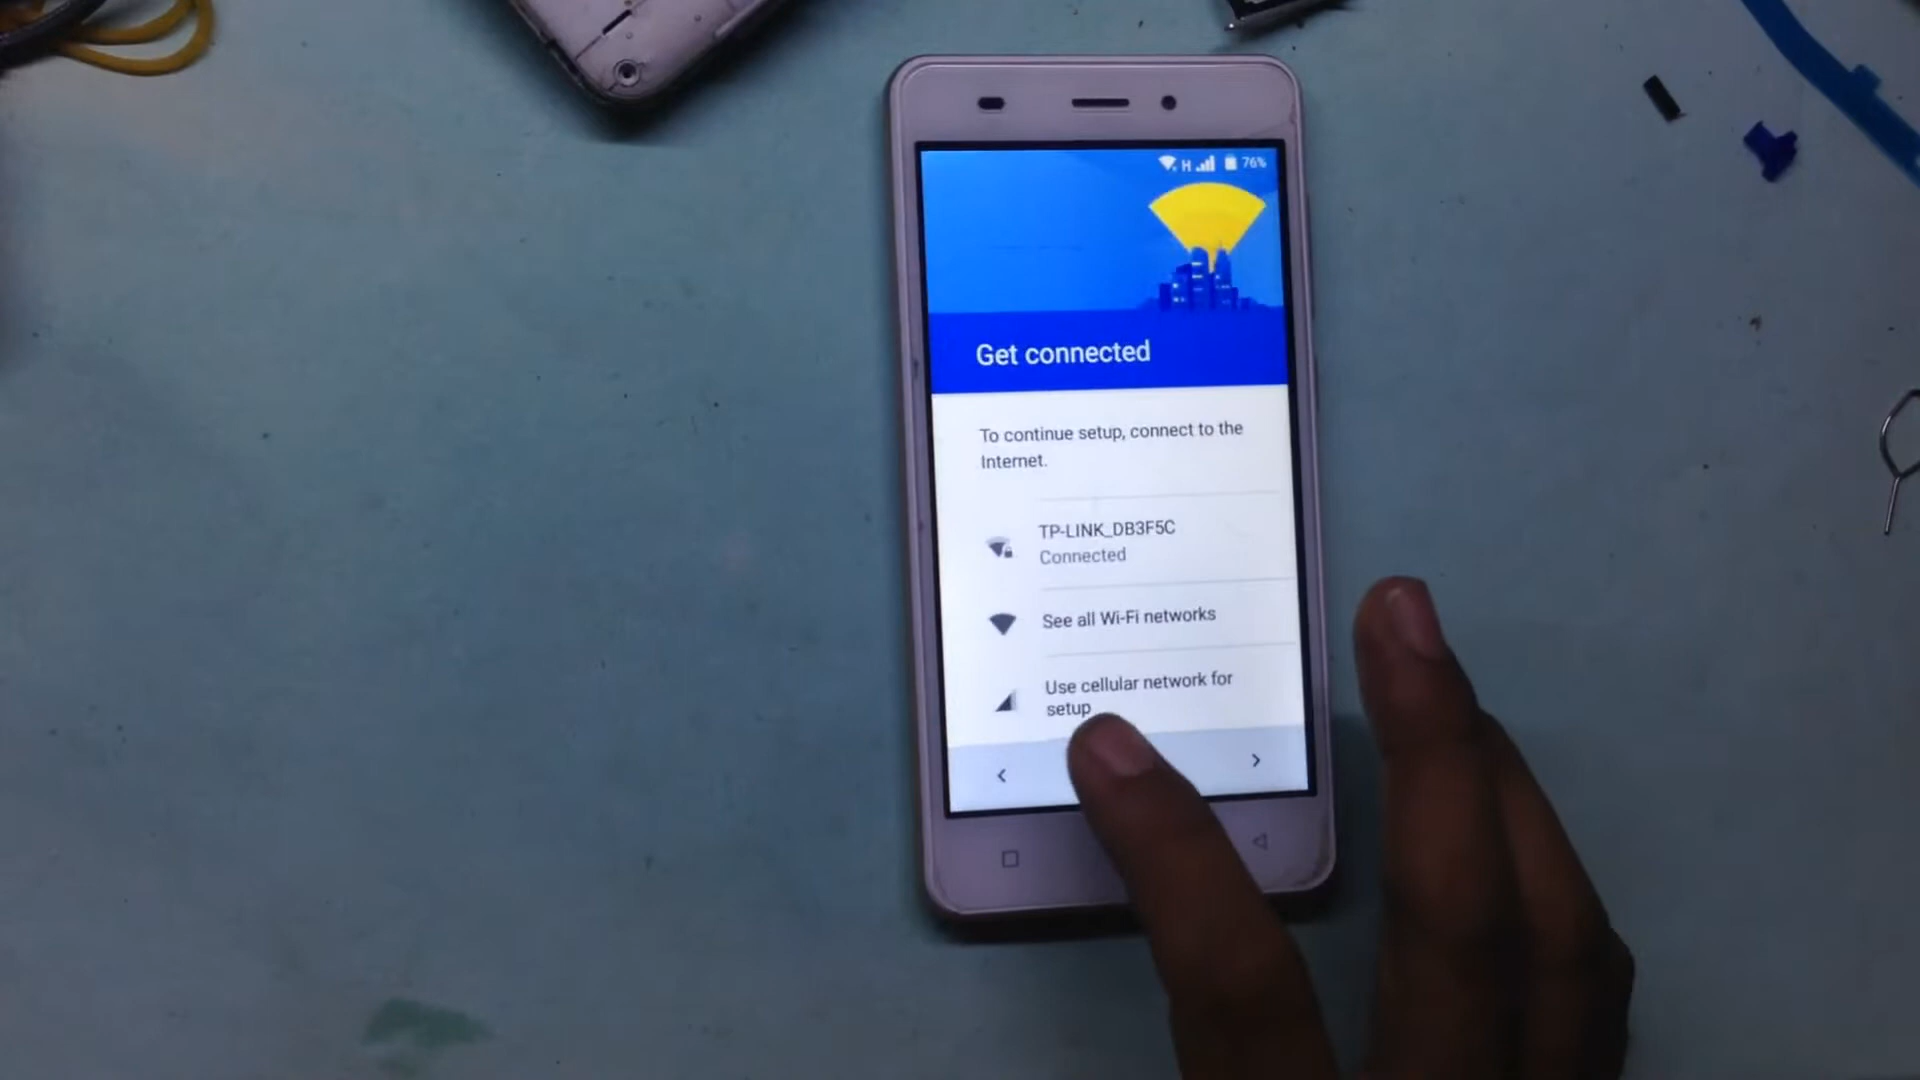 H 76%
Get connected
To continue setup, connect to the
Internet.
TP-LINK_DB3F5C
Connected
See all Wi-Fi networks
Use cellular network for
setup